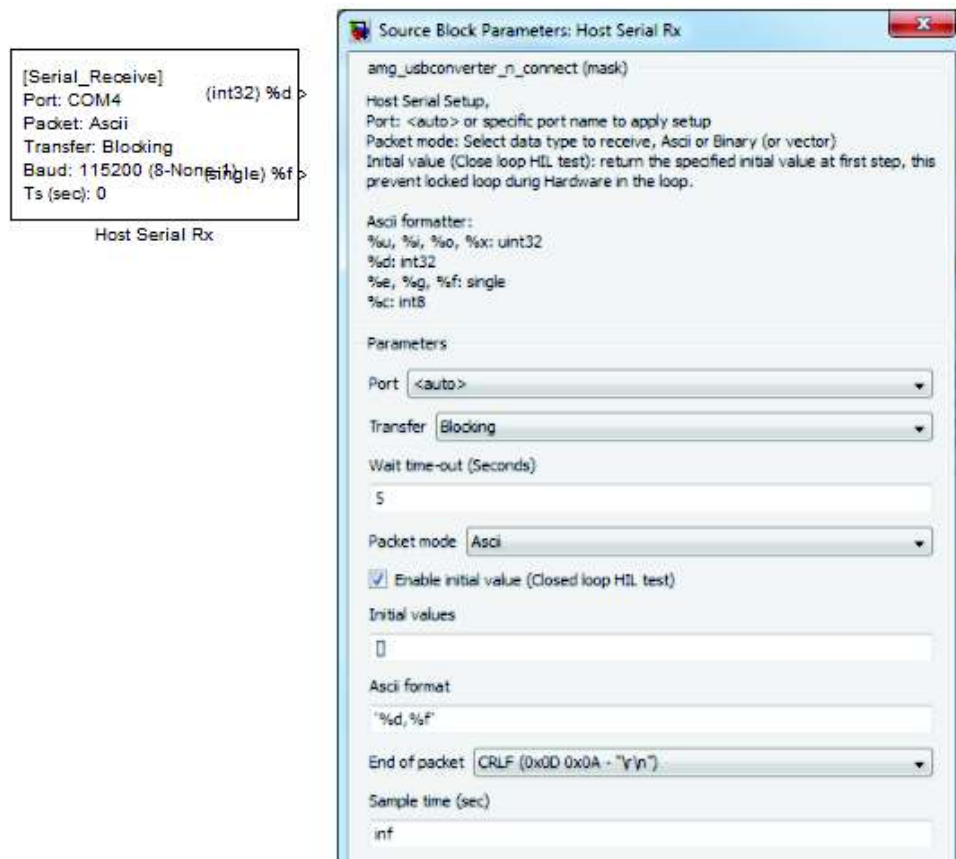 [Serial_Receive]
(int32) %d
Port: COM4
Packet: Ascii
Transfer: Blocking
Baud: 115200 (8-None-1)
(single) %f
Ts (sec): 0
Host Serial Rx
Source Block Parameters: Host Serial Rx
amg_usbconverter_n_connect (mask)
Host Serial Setup,
Port: <auto> or specific port name to apply setup
Packet mode: Select data type to receive, Ascii or Binary (or vector)
Initial value (Close loop HIL test): return the specified initial value at first step, this
prevent locked loop durng Hardware in the loop.
Ascii formatter:
%u, %i, %o, %x: uint32
%d: int32
%e, %g, %f: single
%c: int8
Parameters
Port <auto>
Transfer Blocking
Wait time-out (Seconds)
5
Packet mode Ascii
Enable initial value (Closed loop HIL test)
Initial values
[]
Ascii format
'%d,%f'
End of packet CRLF (0x0D 0x0A - "\r\n")
Sample time (sec)
inf